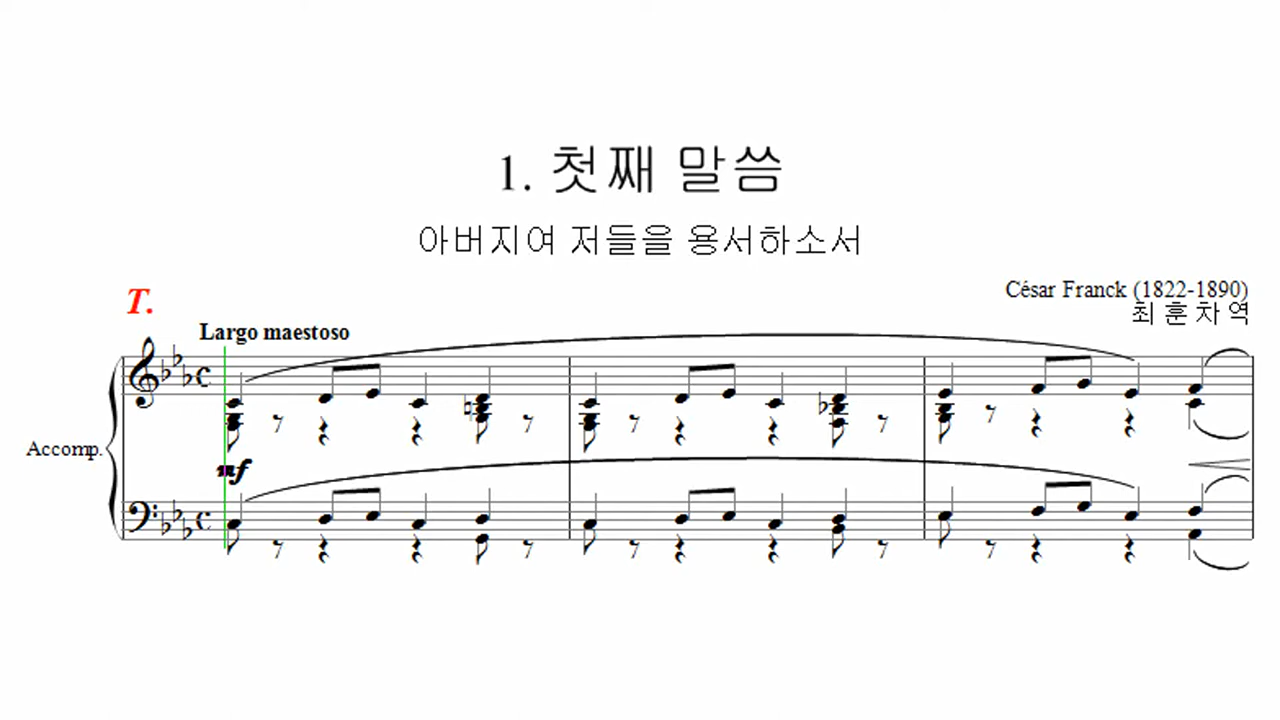 1. 첫째 말씀
아버지여 저들을 용서하소서
César Franck (1822-1890)
T.
최 훈 차 역
Largo maestoso
Accomp.
mf